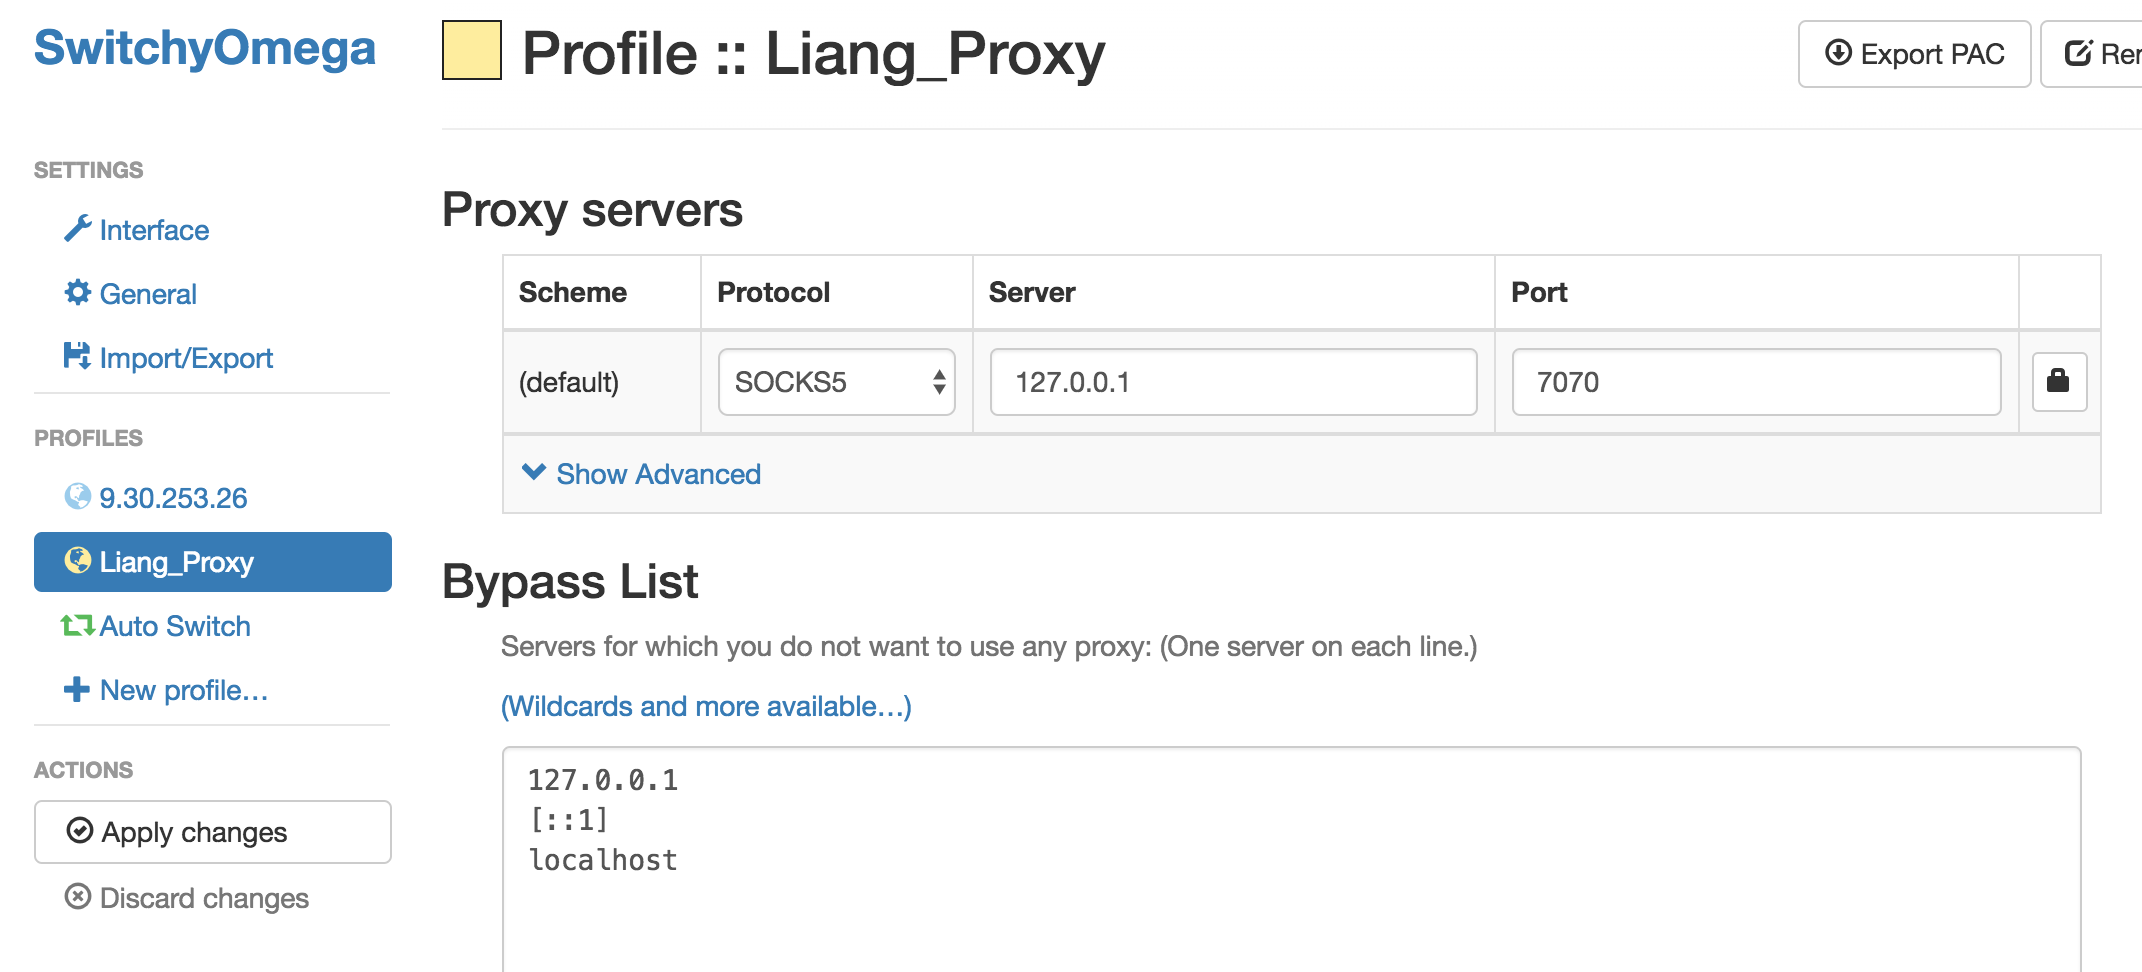 SwitchyOmega
SETTINGS
Interface
General
Import/Export
PROFILES
9.30.253.26
Liang_Proxy
Auto Switch
New profile…
ACTIONS
Apply changes
Discard changes
Profile :: Liang_Proxy
Export PAC
Proxy servers
Scheme Protocol Server Port
(default) SOCKS5 127.0.0.1 7070
Show Advanced
Bypass List
Servers for which you do not want to use any proxy: (One server on each line.)
(Wildcards and more available…)
127.0.0.1
[::1]
localhost